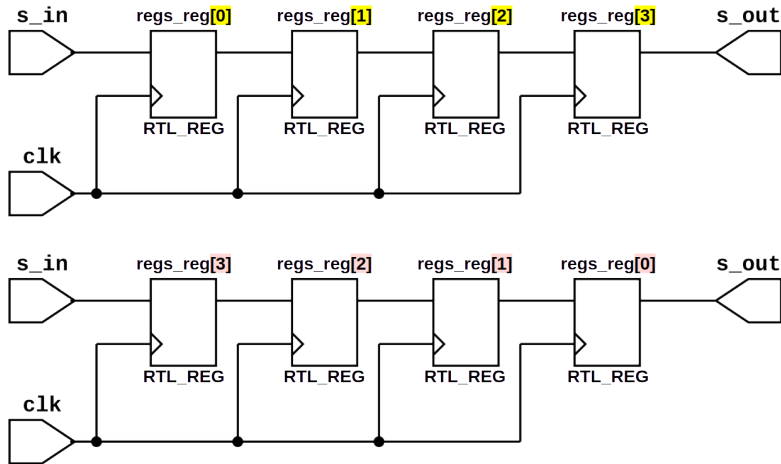 s_in regs_reg[0] regs_reg[1] regs_reg[2] regs_reg[3] s_out
RTL_REG RTL_REG RTL_REG RTL_REG
clk
s_in regs_reg[3] regs_reg[2] regs_reg[1] regs_reg[0] s_out
RTL_REG RTL_REG RTL_REG RTL_REG
clk